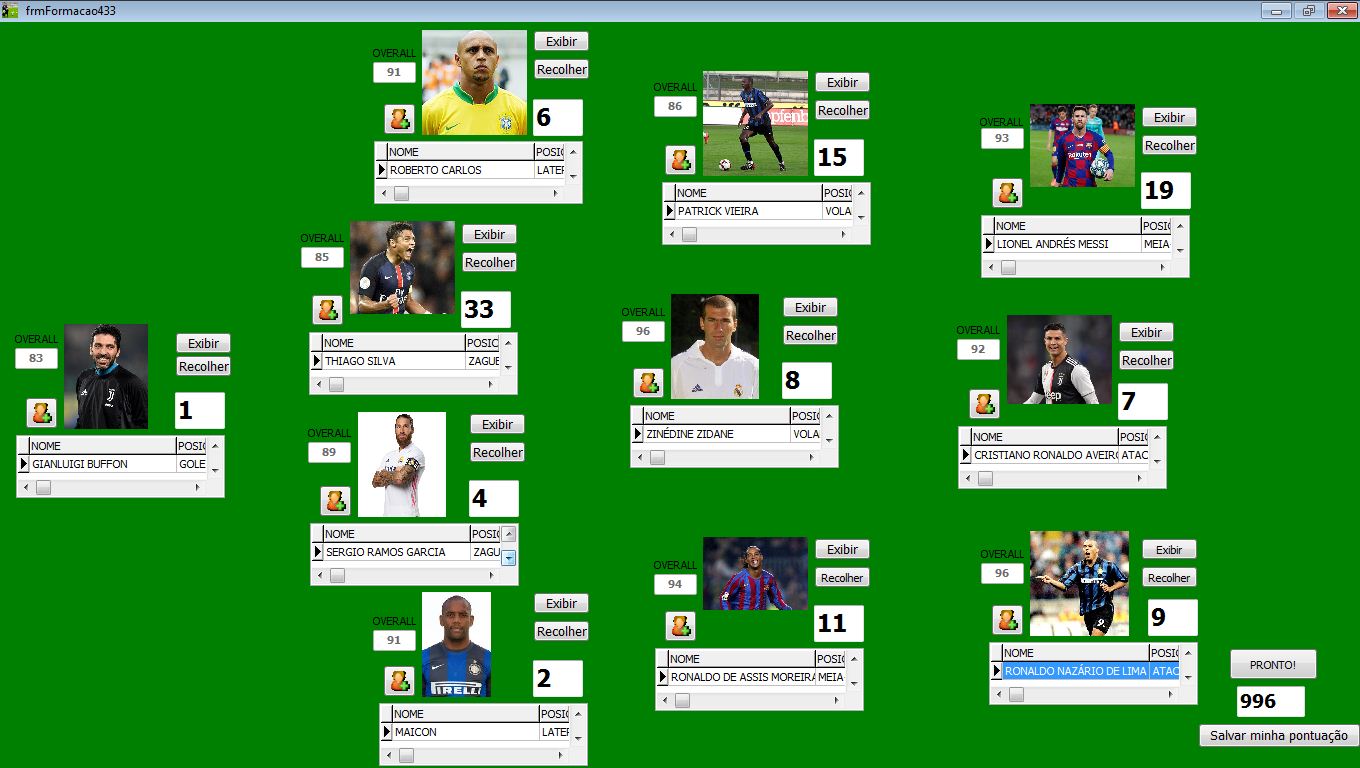 frmFormacao433
OVERALL
91
Exibir
Recolher
6
NOME POSIC
ROBERTO CARLOS LATER
OVERALL
86
Exibir
Recolher
15
NOME POSIC
PATRICK VIEIRA VOLA
OVERALL
93
Exibir
Recolher
Rakuten
19
NOME POSIC
LIONEL ANDRÉS MESSI MEIA-
OVERALL
85
Exibir
Recolher
33
NOME POSIC
THIAGO SILVA ZAGUE
OVERALL
83
Exibir
Recolher
1
NOME POSIC
GIANLUIGI BUFFON GOLE
OVERALL
96
Exibir
Recolher
8
NOME POSIC
ZINÉDINE ZIDANE VOLA
OVERALL
92
Exibir
Recolher
Jeep
7
NOME POSIC
CRISTIANO RONALDO AVEIRO ATAC
OVERALL
89
Exibir
Recolher
4
NOME POSIC
SERGIO RAMOS GARCIA ZAGU
OVERALL
91
Exibir
Recolher
IRELLI
2
NOME POSIC
MAICON LATER
OVERALL
94
Exibir
Recolher
11
NOME POSIC
RONALDO DE ASSIS MOREIRA MEIA-
OVERALL
96
Exibir
Recolher
9
9
NOME POSIC
RONALDO NAZÁRIO DE LIMA ATAC
PRONTO!
996
Salvar minha pontuação